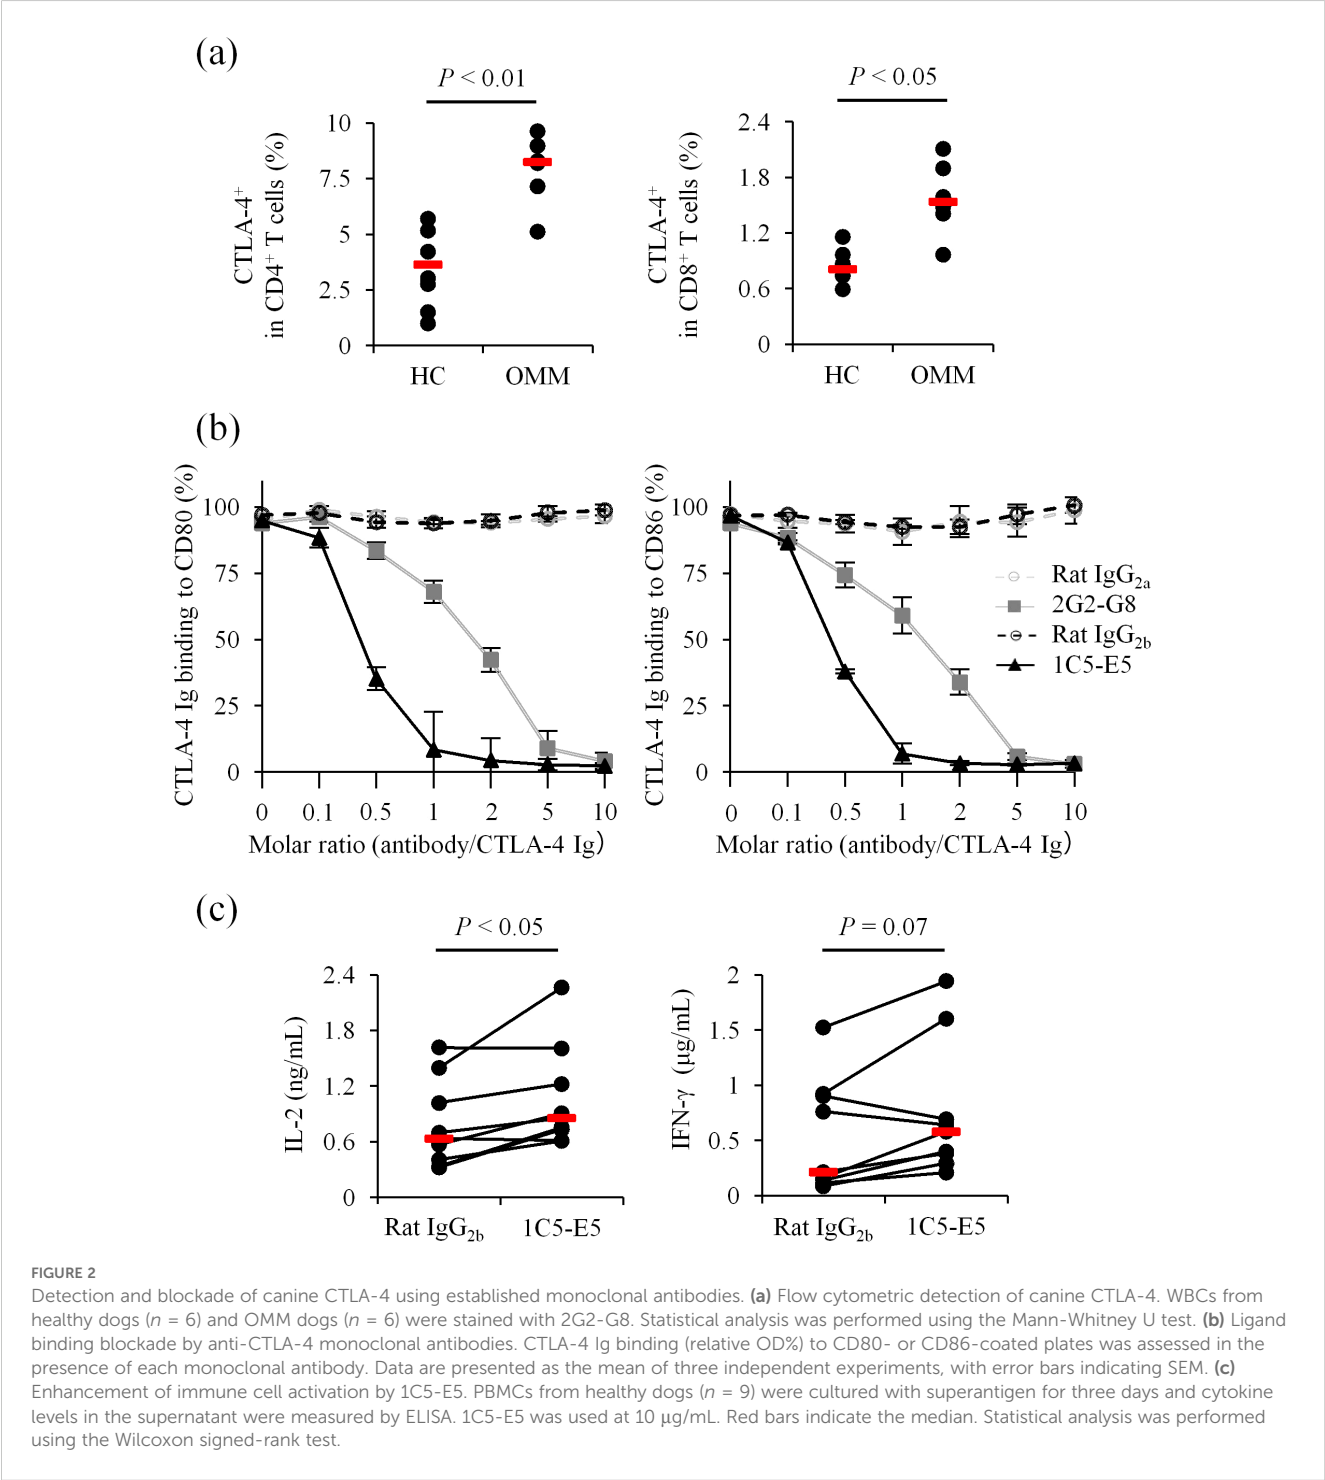 (a)
P < 0.01
CTLA-4⁺
in CD4⁺ T cells (%)
10
7.5
5
2.5
0
HC
OMM
P < 0.05
CTLA-4⁺
in CD8⁺ T cells (%)
2.4
1.8
1.2
0.6
0
HC
OMM
(b)
CTLA-4 Ig binding to CD80 (%)
100
75
50
25
0
0 0.1 0.5 1 2 5 10
Molar ratio (antibody/CTLA-4 Ig)
CTLA-4 Ig binding to CD86 (%)
100
75
50
25
0
0 0.1 0.5 1 2 5 10
Molar ratio (antibody/CTLA-4 Ig)
Rat IgG₂ₐ
2G2-G8
Rat IgG₂b
1C5-E5
(c)
P < 0.05
IL-2 (ng/mL)
2.4
1.8
1.2
0.6
0
Rat IgG₂b
1C5-E5
P = 0.07
IFN-γ (μg/mL)
2
1.5
1
0.5
0
Rat IgG₂b
1C5-E5
FIGURE 2
Detection and blockade of canine CTLA-4 using established monoclonal antibodies. (a) Flow cytometric detection of canine CTLA-4. WBCs from
healthy dogs (n = 6) and OMM dogs (n = 6) were stained with 2G2-G8. Statistical analysis was performed using the Mann-Whitney U test. (b) Ligand
binding blockade by anti-CTLA-4 monoclonal antibodies. CTLA-4 Ig binding (relative OD%) to CD80- or CD86-coated plates was assessed in the
presence of each monoclonal antibody. Data are presented as the mean of three independent experiments, with error bars indicating SEM. (c)
Enhancement of immune cell activation by 1C5-E5. PBMCs from healthy dogs (n = 9) were cultured with superantigen for three days and cytokine
levels in the supernatant were measured by ELISA. 1C5-E5 was used at 10 μg/mL. Red bars indicate the median. Statistical analysis was performed
using the Wilcoxon signed-rank test.